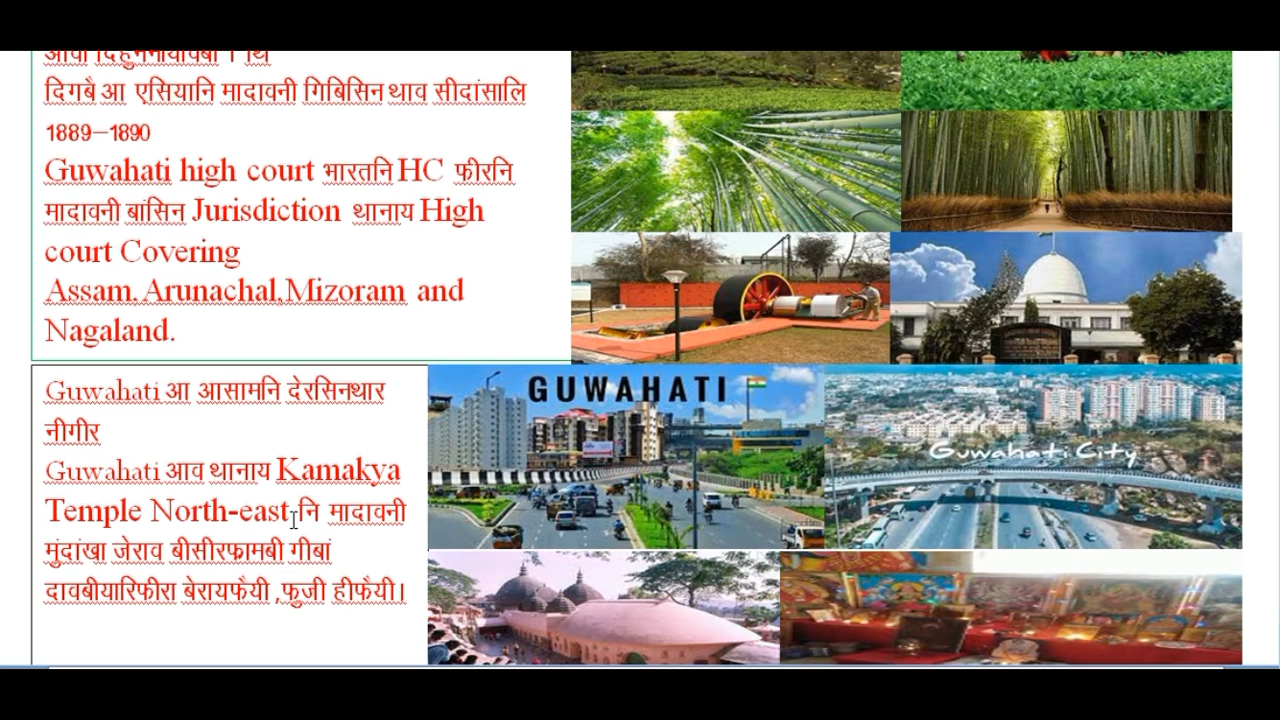 दिगबै आ एसियानि मादावनी गिबिसिन थाव सीदांसालि
1889–1890
Guwahati high court भारतनि HC फीरनि
मादावनी बांसिन Jurisdiction थानाय High
court Covering
Assam,Arunachal,Mizoram and
Nagaland.
Guwahati आ आसामनि देरसिनथार
नीगीर
Guwahati आव थानाय Kamakya
Temple North-east नि मादावनी
मुंदांखा जेराव बीसीरफामबी गीबां
दावबीयारिफीरा बेरायफैयी ,फुजी हीफैयी।
GUWAHATI
Guwahati City